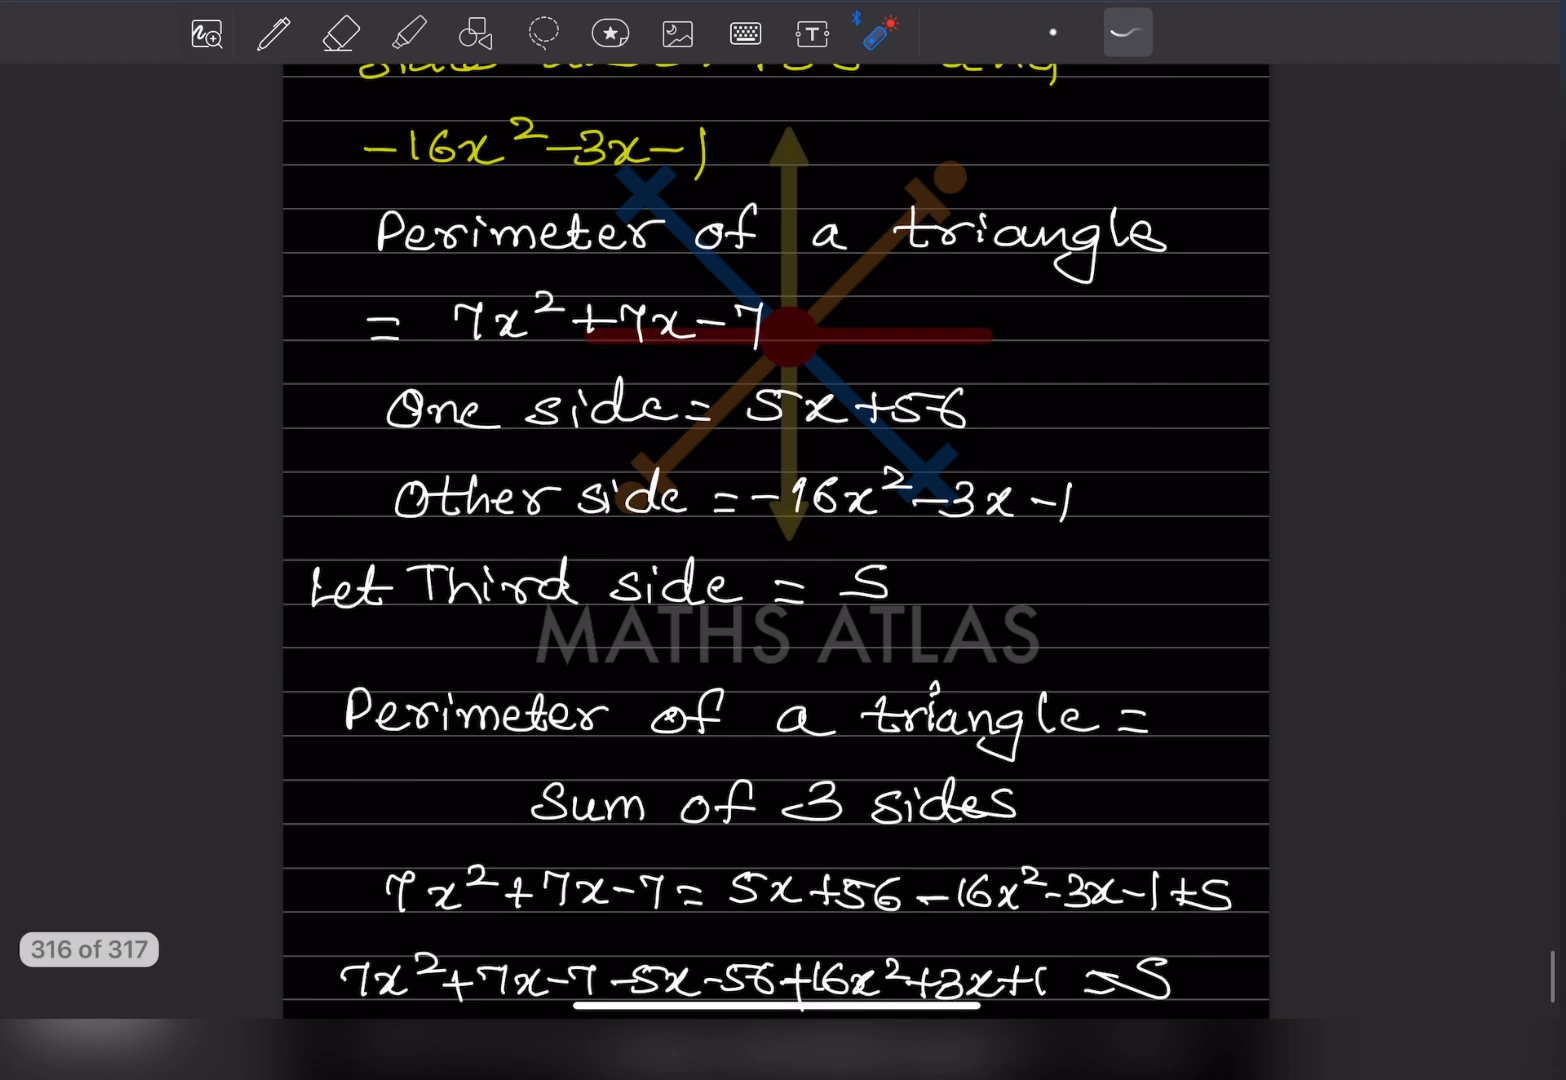 -16x²-3x-1
Perimeter of a triangle
= 7x²+7x-7
One side= 5x+56
Other side =-16x²-3x-1
Let Third side = S
MATHS ATLAS
Perimeter of a triangle=
Sum of 3 sides
7x²+7x-7= 5x+56-16x²-3x-1+S
316 of 317
7x²+7x-7-5x-56+16x²+3x+1 =S